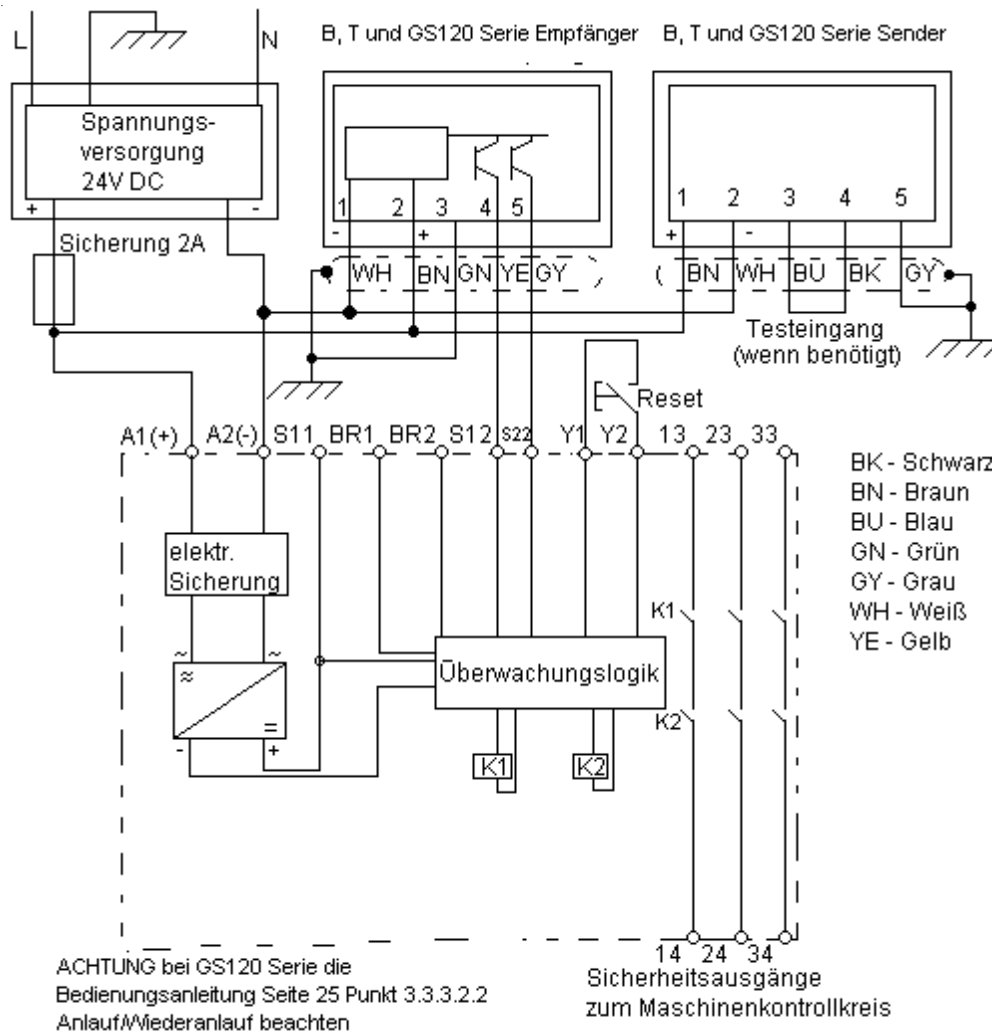 L N
B, T und GS120 Serie Empfänger
B, T und GS120 Serie Sender
Spannungs-
versorgung
24V DC
+ -
Sicherung 2A
1 2 3 4 5
- +
WH BN GN YE GY
1 2 3 4 5
+ -
BN WH BU BK GY
Testeingang
(wenn benötigt)
Reset
A1(+) A2(-) S11 BR1 BR2 S12 S22 Y1 Y2 13 23 33
BK - Schwarz
BN - Braun
BU - Blau
GN - Grün
GY - Grau
WH - Weiß
YE - Gelb
elektr.
Sicherung
~ ~
≈
=
- +
Überwachungslogik
K1
K2
K1 K2
14 24 34
ACHTUNG bei GS120 Serie die
Bedienungsanleitung Seite 25 Punkt 3.3.3.2.2
Anlauf/Wiederanlauf beachten
Sicherheitsausgänge
zum Maschinenkontrollkreis